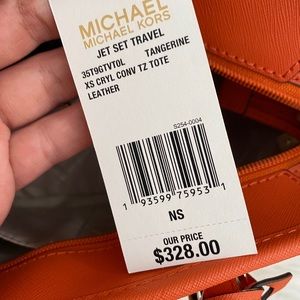 MICHAEL
MICHAEL KORS
JET SET TRAVEL
35T9GTVT0L TANGERINE
XS CRYL CONV TZ TOTE
LEATHER
S254-0004
1 93599 75953 1
NS
OUR PRICE
$328.00